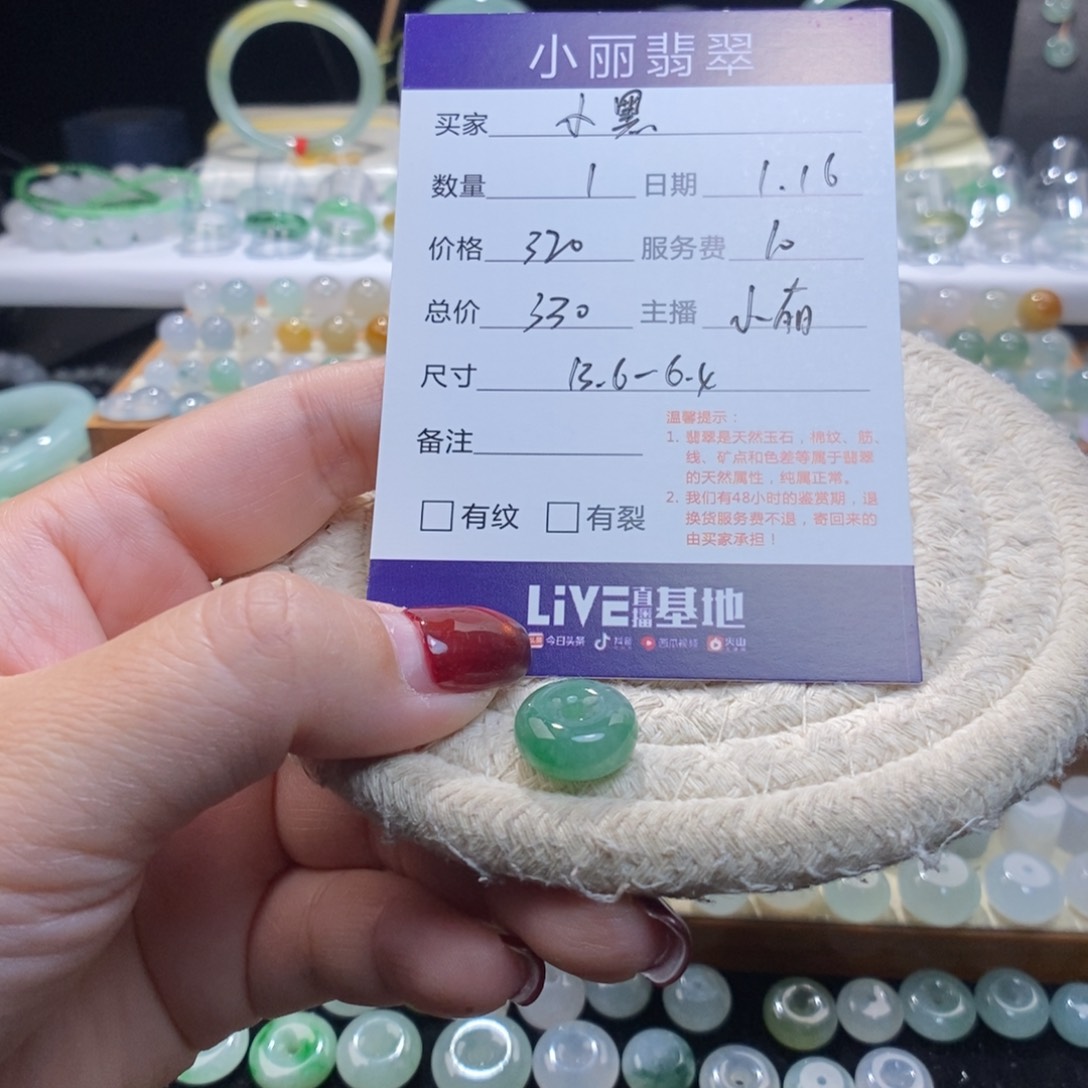 小丽翡翠
买家 小黑
数量 1 日期 1.16
价格 320 服务费 10
总价 330 主播 小丽
尺寸 13.6-6.4
备注
温馨提示：
1. 翡翠是天然玉石，棉纹、筋、
线、矿点和色差等属于翡翠
的天然属性，纯属正常。
2. 我们有48小时的鉴赏期，退
换货服务费不退，寄回来的
由买家承担！
有纹 有裂
LiVE直播基地
今日头条 抖音 西瓜视频 火山